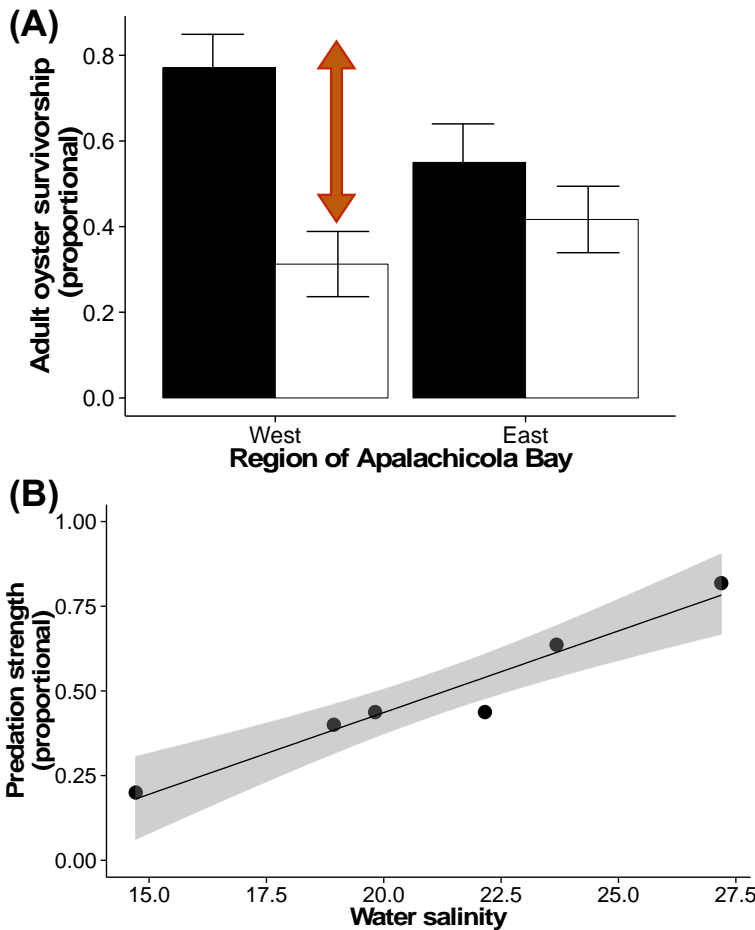 (A)
Adult oyster survivorship
(proportional)
0.8
0.6
0.4
0.2
0.0
West
East
Region of Apalachicola Bay
(B)
Predation strength
(proportional)
1.00
0.75
0.50
0.25
0.00
15.0
17.5
20.0
22.5
25.0
27.5
Water salinity